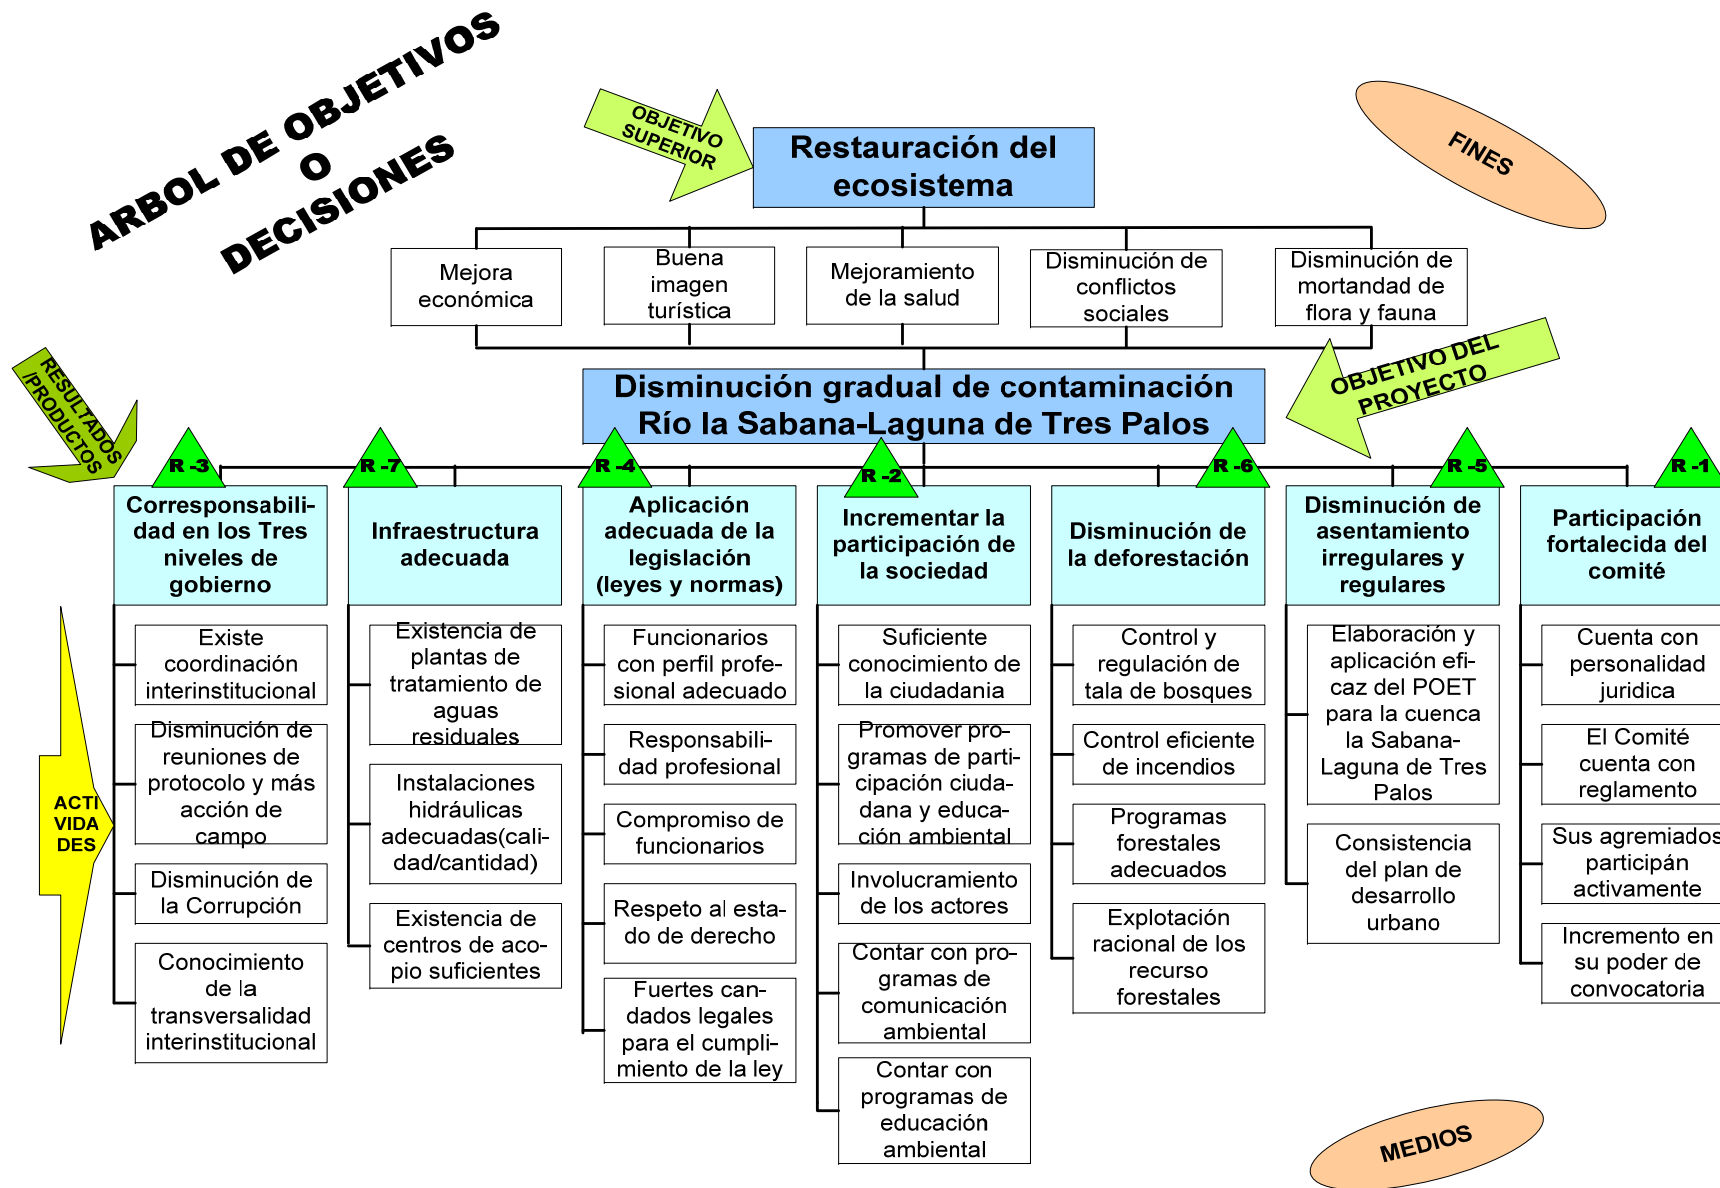 ARBOL DE OBJETIVOS
O
DECISIONES
OBJETIVO
SUPERIOR
FINES
Restauración del
ecosistema
Mejora
económica
Buena
imagen
turística
Mejoramiento
de la salud
Disminución de
conflictos
sociales
Disminución de
mortandad de
flora y fauna
RESULTADOS
/PRODUCTOS
OBJETIVO DEL
PROYECTO
Disminución gradual de contaminación
Río la Sabana-Laguna de Tres Palos
R -3
R -7
R -4
R -2
R -6
R -5
R -1
Corresponsabili-
dad en los Tres
niveles de
gobierno
Infraestructura
adecuada
Aplicación
adecuada de la
legislación
(leyes y normas)
Incrementar la
participación de
la sociedad
Disminución de
la deforestación
Disminución de
asentamiento
irregulares y
regulares
Participación
fortalecida del
comité
ACTI
VIDA
DES
Existe
coordinación
interinstitucional
Disminución de
reuniones de
protocolo y más
acción de
campo
Disminución de
la Corrupción
Conocimiento
de la
transversalidad
interinstitucional
Existencia de
plantas de
tratamiento de
aguas
residuales
Instalaciones
hidráulicas
adecuadas(cali-
dad/cantidad)
Existencia de
centros de aco-
pio suficientes
Funcionarios
con perfil profe-
sional adecuado
Responsabili-
dad profesional
Compromiso de
funcionarios
Respeto al esta-
do de derecho
Fuertes can-
dados legales
para el cumpli-
miento de la ley
Suficiente
conocimiento de
la ciudadania
Promover pro-
gramas de parti-
cipación ciuda-
dana y educa-
ción ambiental
Involucramiento
de los actores
Contar con pro-
gramas de
comunicación
ambiental
Contar con
programas de
educación
ambiental
Control y
regulación de
tala de bosques
Control eficiente
de incendios
Programas
forestales
adecuados
Explotación
racional de los
recurso
forestales
Elaboración y
aplicación efi-
caz del POET
para la cuenca
la Sabana-
Laguna de Tres
Palos
Consistencia
del plan de
desarrollo
urbano
Cuenta con
personalidad
juridica
El Comité
cuenta con
reglamento
Sus agremiados
participán
activamente
Incremento en
su poder de
convocatoria
MEDIOS